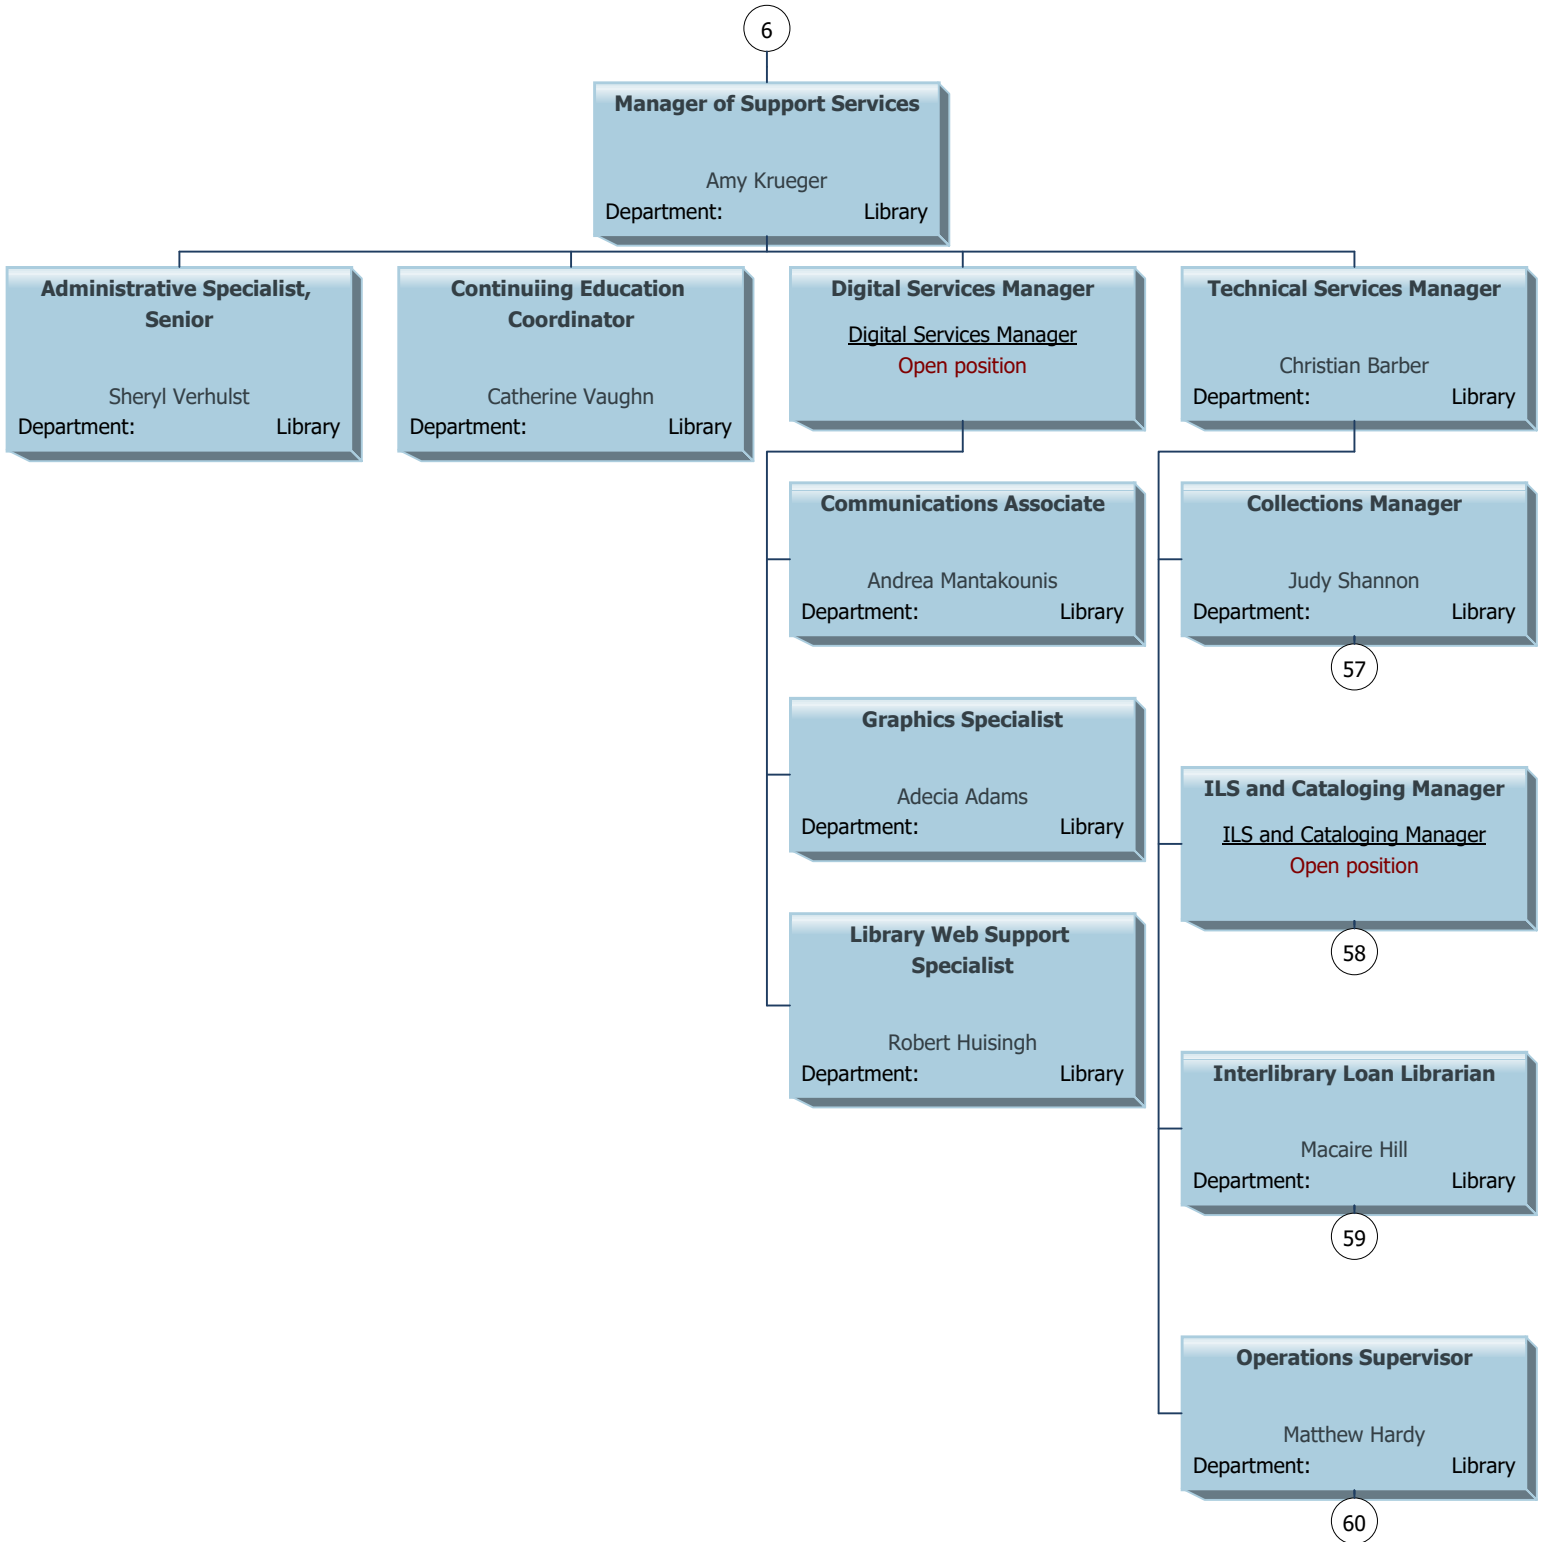 6
Manager of Support Services
Amy Krueger
Department: Library
Administrative Specialist,
Senior
Sheryl Verhulst
Department: Library
Continuiing Education
Coordinator
Catherine Vaughn
Department: Library
Digital Services Manager
Digital Services Manager
Open position
Technical Services Manager
Christian Barber
Department: Library
Communications Associate
Andrea Mantakounis
Department: Library
Graphics Specialist
Adecia Adams
Department: Library
Library Web Support
Specialist
Robert Huisingh
Department: Library
Collections Manager
Judy Shannon
Department: Library
57
ILS and Cataloging Manager
ILS and Cataloging Manager
Open position
58
Interlibrary Loan Librarian
Macaire Hill
Department: Library
59
Operations Supervisor
Matthew Hardy
Department: Library
60